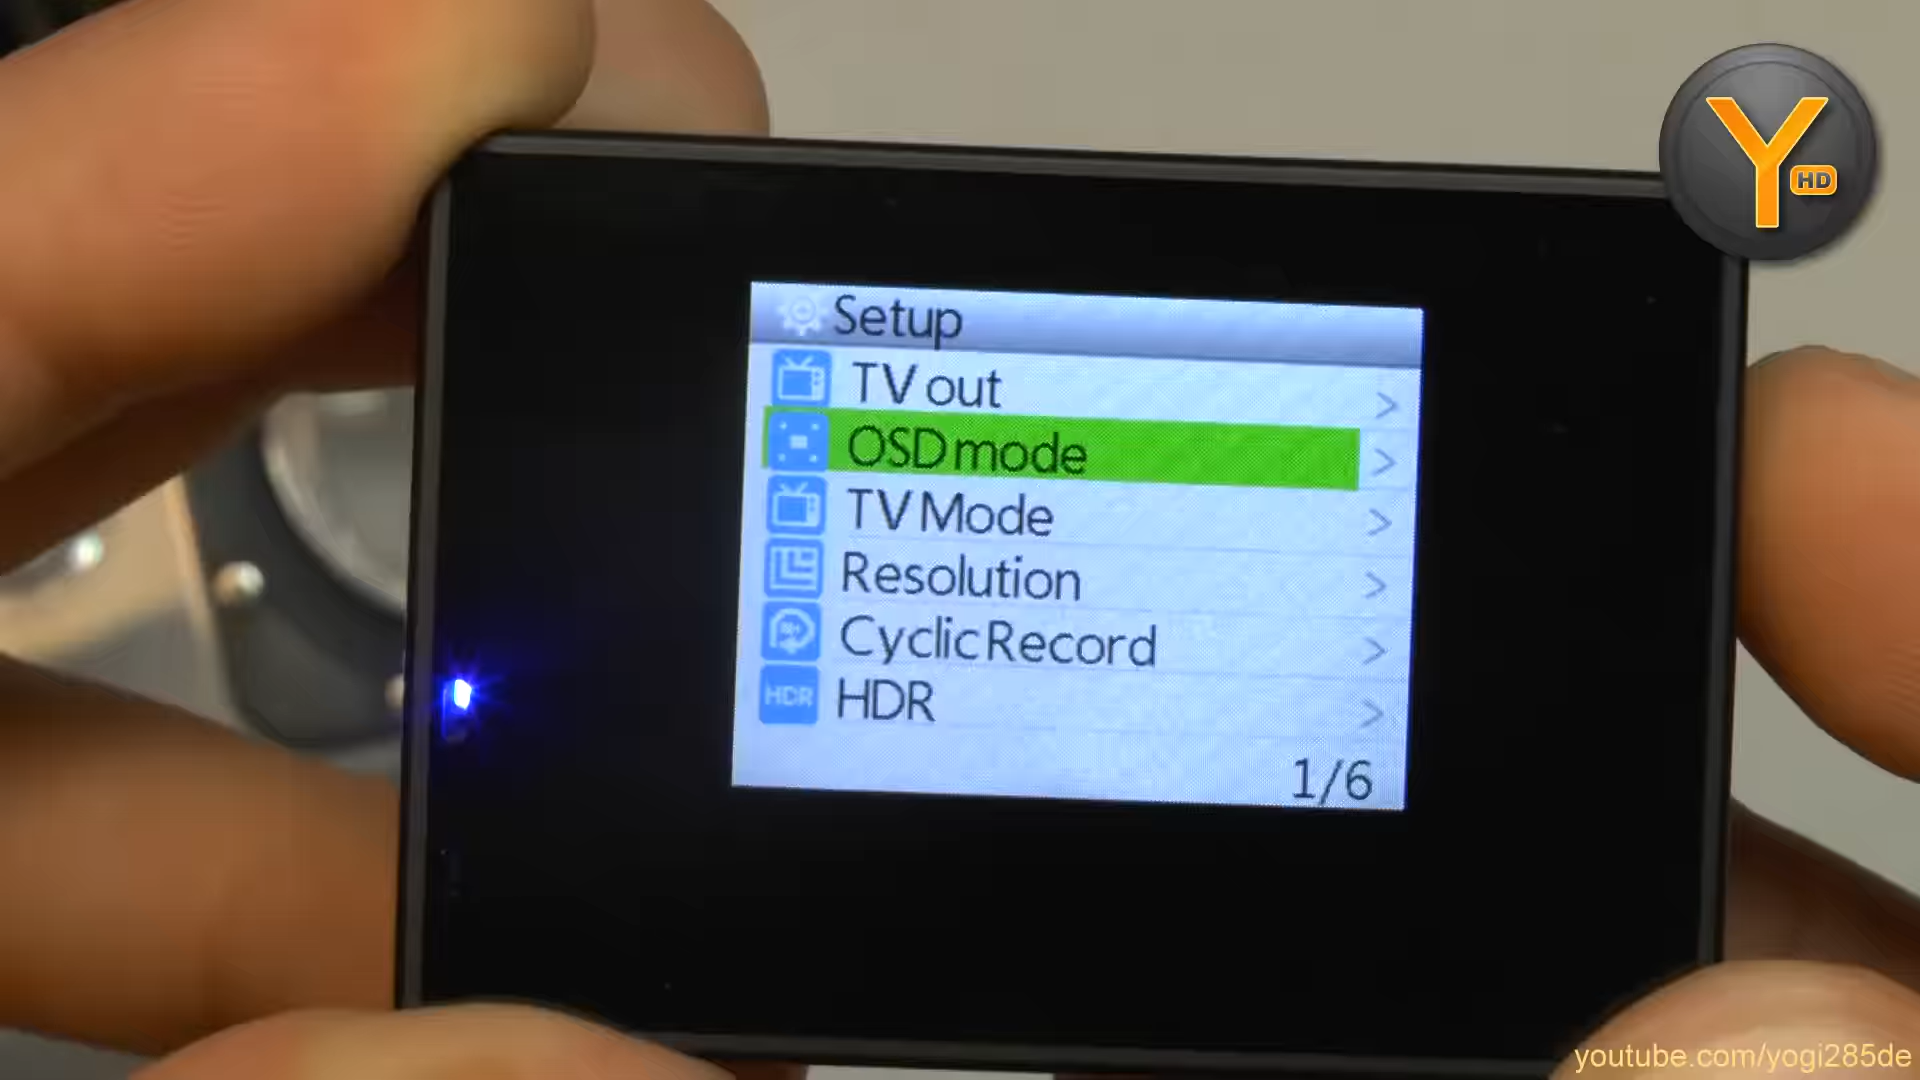 Y
HD
Setup
TV out
OSD mode
TV Mode
Resolution
Cyclic Record
HDR HDR
1/6
youtube.com/yogi285de